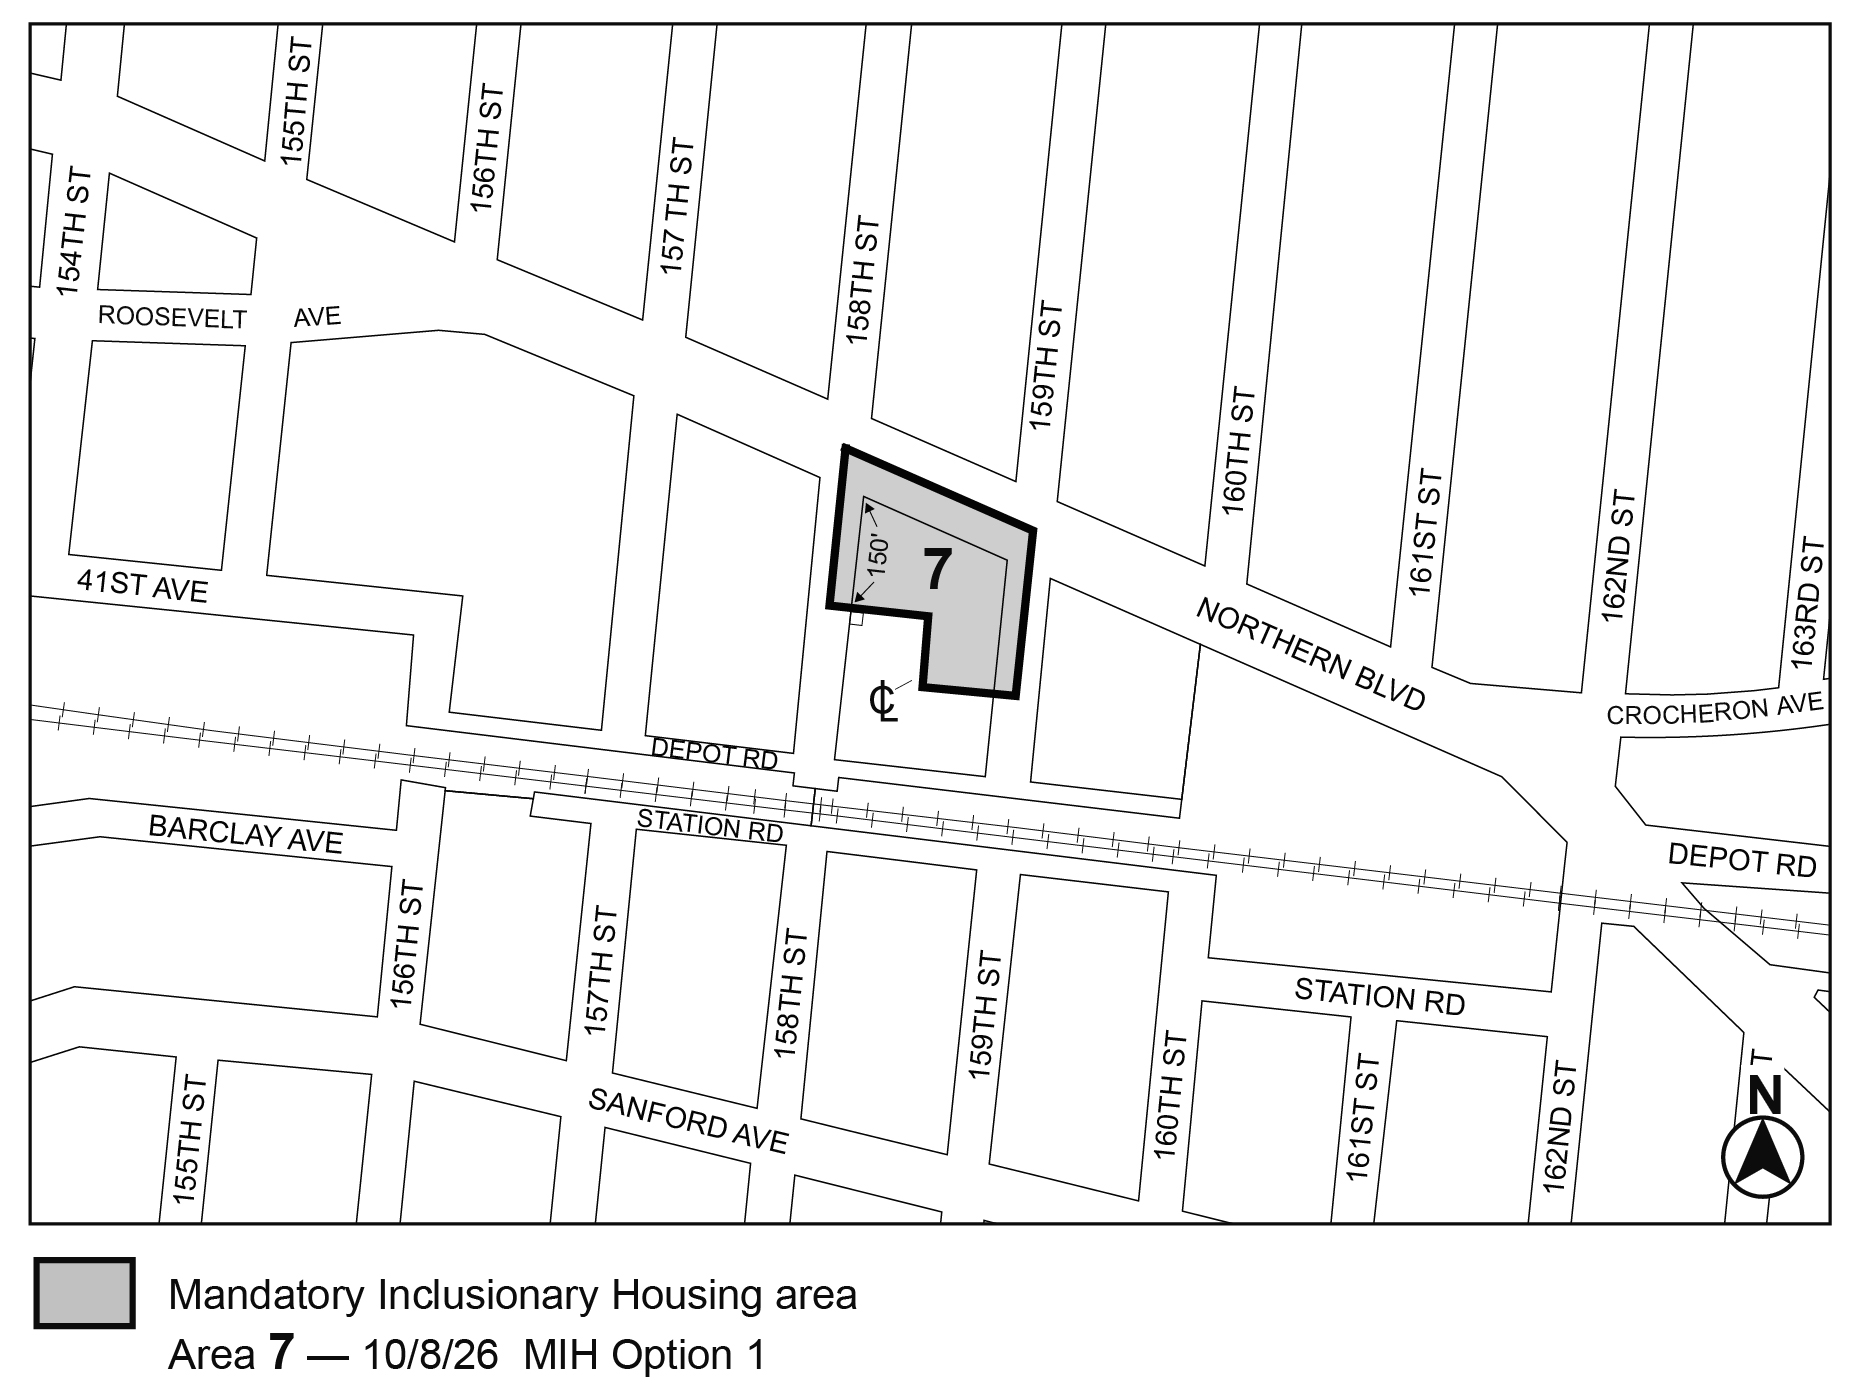 155TH ST
156TH ST
157 TH ST
154TH ST
158TH ST
ROOSEVELT AVE
159TH ST
160TH ST
161ST ST
162ND ST
163RD ST
150'
7
41ST AVE
NORTHERN BLVD
℄
CROCHERON AVE
DEPOT RD
STATION RD
BARCLAY AVE
DEPOT RD
156TH ST
157TH ST
158TH ST
159TH ST
STATION RD
160TH ST
161ST ST
162ND ST
T
155TH ST
SANFORD AVE
N
Mandatory Inclusionary Housing area
Area 7 — 10/8/26 MIH Option 1